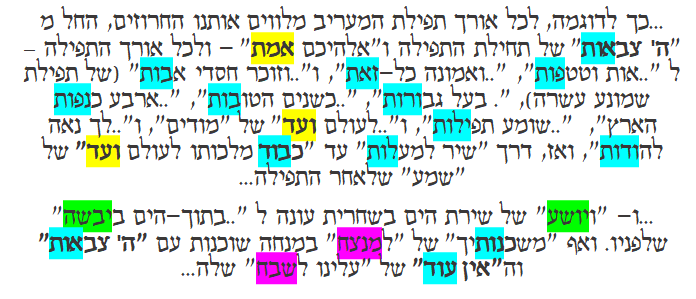 ...כך לדוגמה, לכל אורך תפילת המעריב מלווים אותנו החרוזים, החל מ
"ה' צבאות" של תחילת התפילה ו"אלהיכם אמת" – ולכל אורך התפילה –
ל "..אות וטטפות", "..ואמונה כל–זאת", ו"..וזוכר חסדי אבות" (של תפילת
שמונע עשרה), ". בעל גבורות", "..כשנים הטובות", "..ארבע כנפות
הארץ", "..שומע תפילות", ו"..לעולם ועד" של "מודים", ו"..לך נאה
להודות", ואז, דרך "שיר למעלות" עד "כבוד מלכותו לעולם ועד" של
"שמע" שלאחר התפילה...
...ו– "ויושע" של שירת הים בשחרית עונה ל "..בתוך–הים ביבשה"
שלפניו. ואף "משכנותיך" של "למנצח" במנחה שוכנות עם "ה' צבאות"
וה"אין עוד" של "עלינו לשבח" שלה...